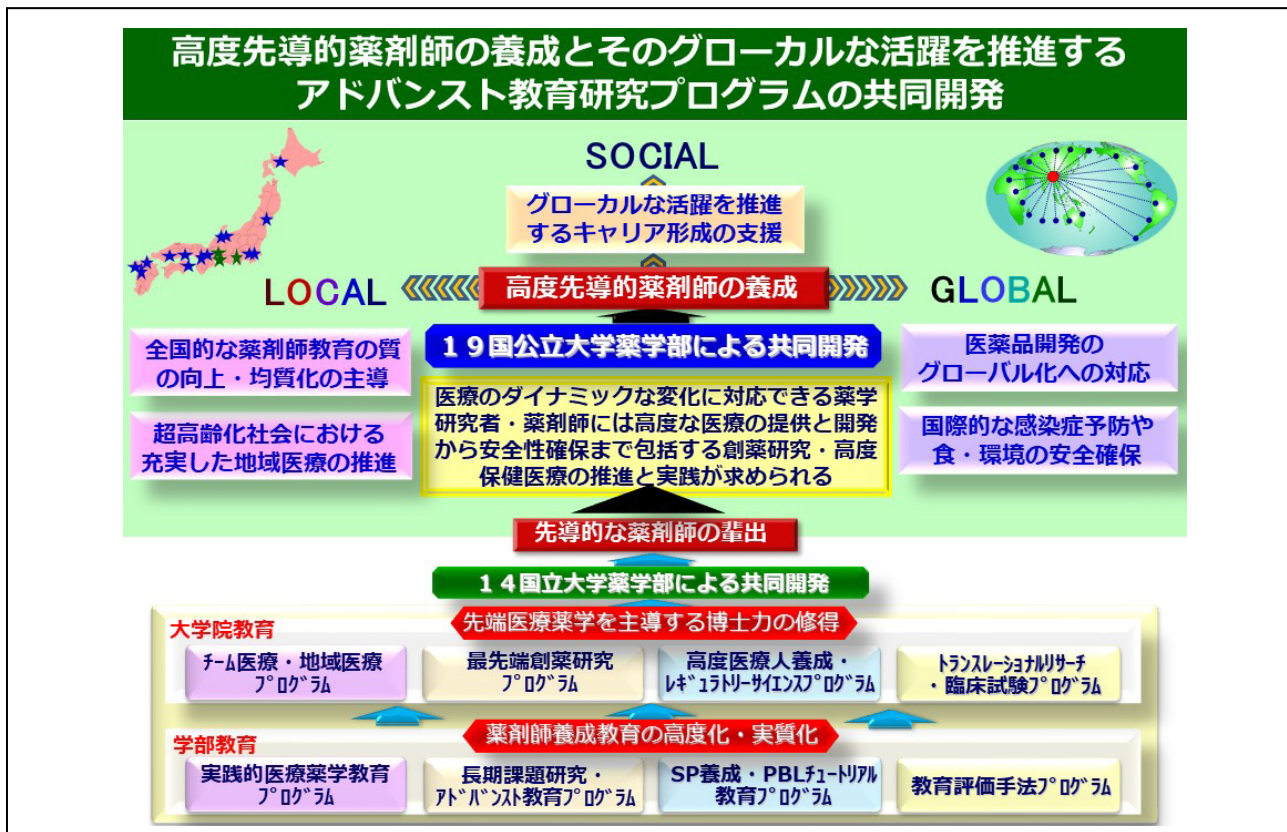 高度先導的薬剤師の養成とそのグローカルな活躍を推進する
アドバンスト教育研究プログラムの共同開発
SOCIAL
グローカルな活躍を推進
するキャリア形成の支援
LOCAL
高度先導的薬剤師の養成
GLOBAL
全国的な薬剤師教育の質
の向上・均質化の主導
超高齢化社会における
充実した地域医療の推進
19国公立大学薬学部による共同開発
医療のダイナミックな変化に対応できる薬学
研究者・薬剤師には高度な医療の提供と開発
から安全性確保まで包括する創薬研究・高度
保健医療の推進と実践が求められる
医薬品開発の
グローバル化への対応
国際的な感染症予防や
食・環境の安全確保
先導的な薬剤師の輩出
14国立大学薬学部による共同開発
先端医療薬学を主導する博士力の修得
大学院教育
チーム医療・地域医療
プログラム
最先端創薬研究
プログラム
高度医療人養成・
レギュラトリーサイエンスプログラム
トランスレーショナルリサーチ
・臨床試験プログラム
薬剤師養成教育の高度化・実質化
学部教育
実践的医療薬学教育
プログラム
長期課題研究・
アドバンスト教育プログラム
SP養成・PBLチュートリアル
教育プログラム
教育評価手法プログラム